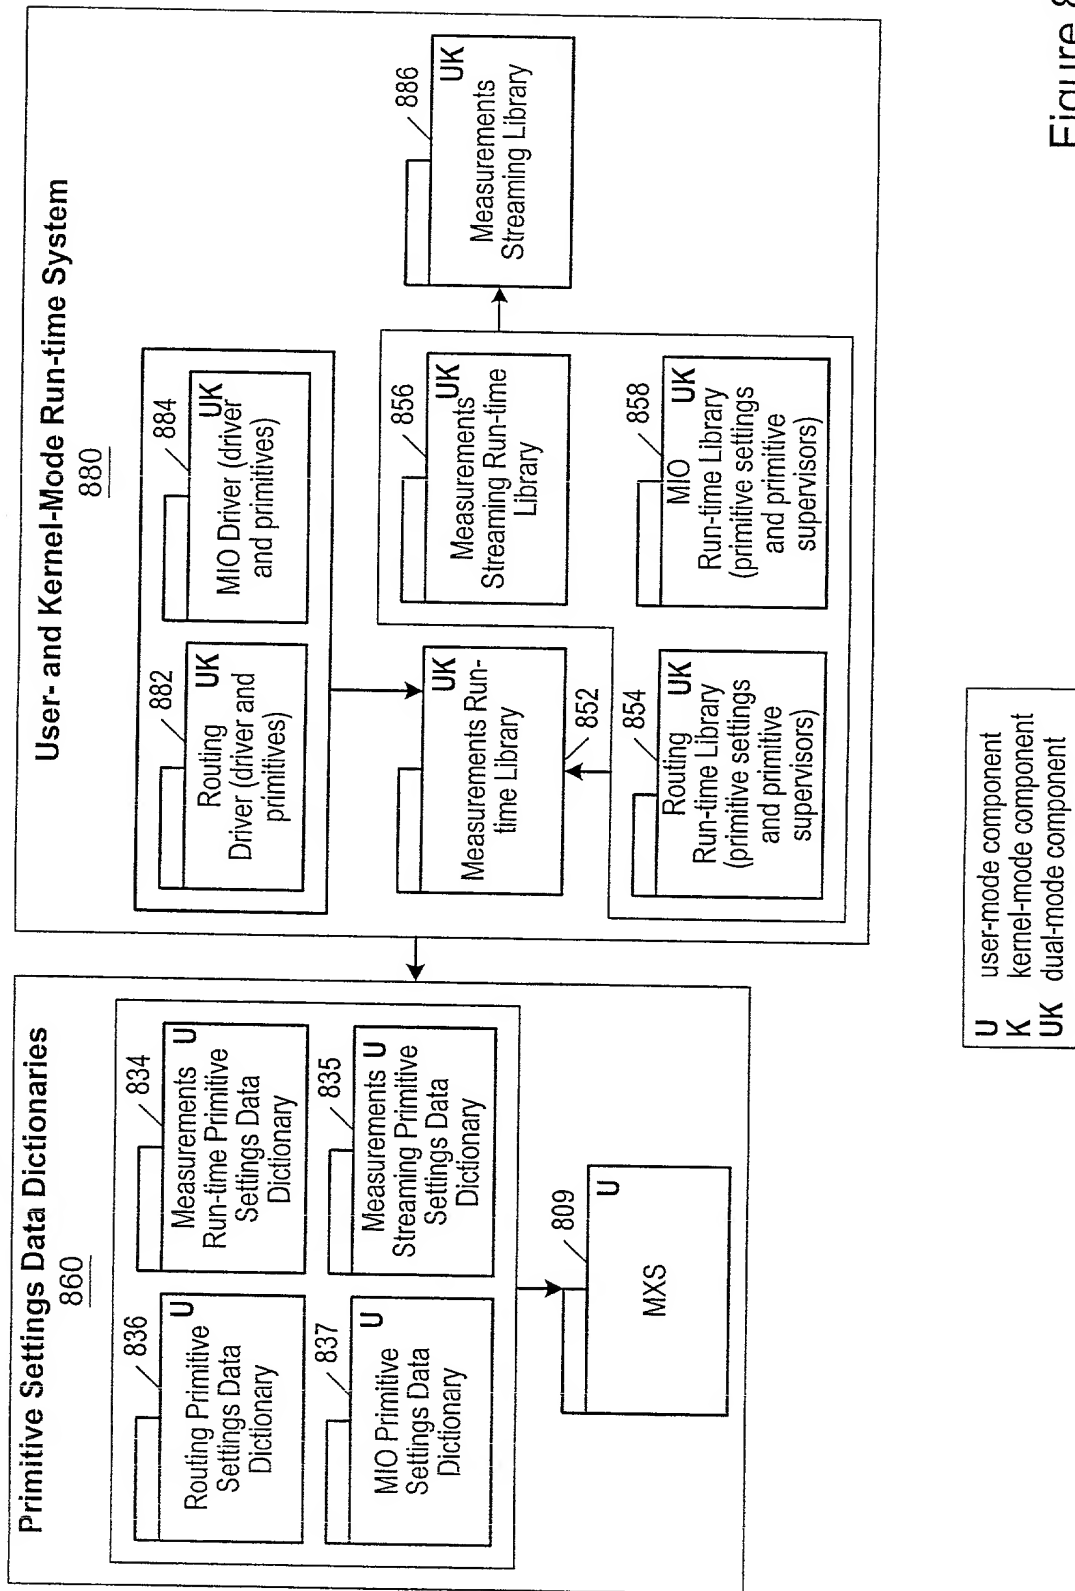 Primitive Settings Data Dictionaries
860
836
U
Routing Primitive
Settings Data
Dictionary
834
Measurements U
Run-time Primitive
Settings Data
Dictionary
837
U
MIO Primitive
Settings Data
Dictionary
835
Measurements U
Streaming Primitive
Settings Data
Dictionary
809
U
MXS
User- and Kernel-Mode Run-time System
880
882
Routing UK
Driver (driver and
primitives)
884
UK
MIO Driver (driver
and primitives)
UK
Measurements Run-
time Library
852
856
Measurements UK
Streaming Run-time
Library
886
UK
Measurements
Streaming Library
854
Routing UK
Run-time Library
(primitive settings
and primitive
supervisors)
858
MIO UK
Run-time Library
(primitive settings
and primitive
supervisors)
U user-mode component
K kernel-mode component
UK dual-mode component
Figure